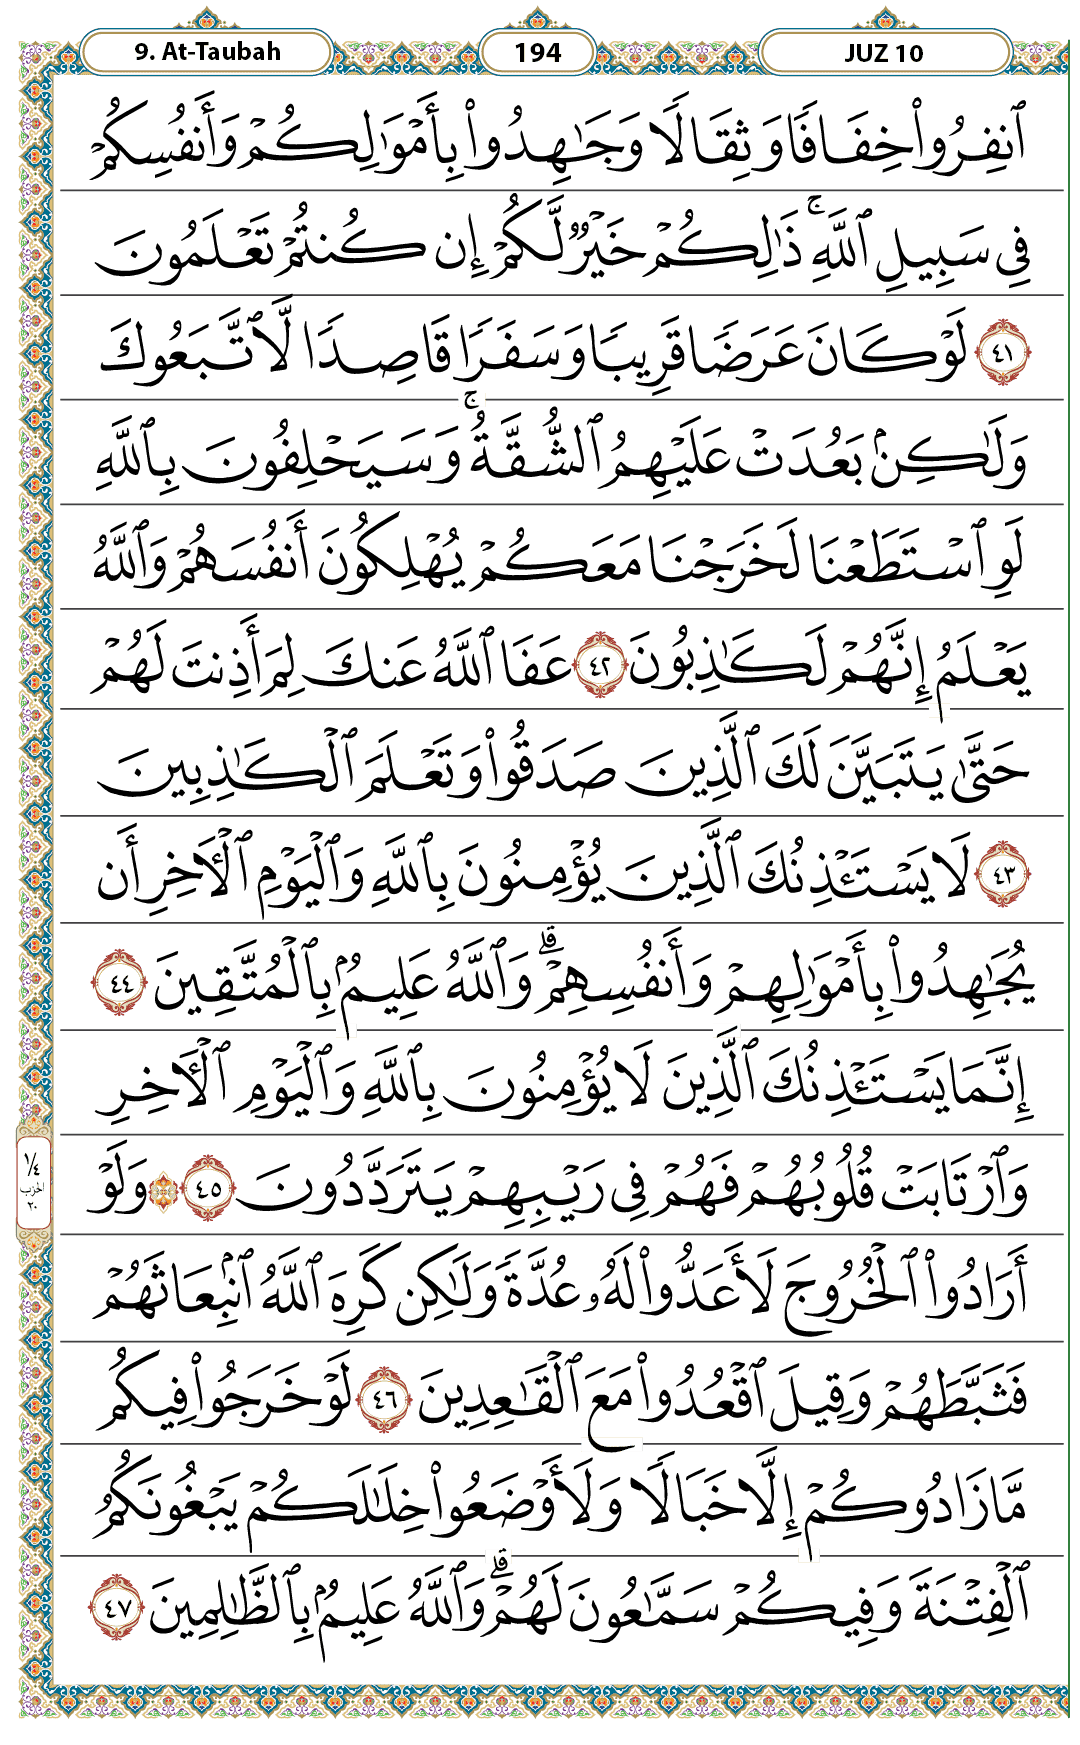 9. At-Taubah 194 JUZ 10
ٱنفِرُوا۟ خِفَافًا وَثِقَالًا وَجَٰهِدُوا۟ بِأَمْوَٰلِكُمْ وَأَنفُسِكُمْ
فِى سَبِيلِ ٱللَّهِ ۚ ذَٰلِكُمْ خَيْرٌ لَّكُمْ إِن كُنتُمْ تَعْلَمُونَ
٤١ لَوْ كَانَ عَرَضًا قَرِيبًا وَسَفَرًا قَاصِدًا لَّٱتَّبَعُوكَ
وَلَٰكِنۢ بَعُدَتْ عَلَيْهِمُ ٱلشُّقَّةُ ۚ وَسَيَحْلِفُونَ بِٱللَّهِ
لَوِ ٱسْتَطَعْنَا لَخَرَجْنَا مَعَكُمْ يُهْلِكُونَ أَنفُسَهُمْ وَٱللَّهُ
يَعْلَمُ إِنَّهُمْ لَكَٰذِبُونَ ٤٢ عَفَا ٱللَّهُ عَنكَ لِمَ أَذِنتَ لَهُمْ
حَتَّىٰ يَتَبَيَّنَ لَكَ ٱلَّذِينَ صَدَقُوا۟ وَتَعْلَمَ ٱلْكَٰذِبِينَ
٤٣ لَا يَسْتَـْٔذِنُكَ ٱلَّذِينَ يُؤْمِنُونَ بِٱللَّهِ وَٱلْيَوْمِ ٱلْـَٔاخِرِ أَن
يُجَٰهِدُوا۟ بِأَمْوَٰلِهِمْ وَأَنفُسِهِمْ ۗ وَٱللَّهُ عَلِيمٌۢ بِٱلْمُتَّقِينَ ٤٤
إِنَّمَا يَسْتَـْٔذِنُكَ ٱلَّذِينَ لَا يُؤْمِنُونَ بِٱللَّهِ وَٱلْيَوْمِ ٱلْـَٔاخِرِ
وَٱرْتَابَتْ قُلُوبُهُمْ فَهُمْ فِى رَيْبِهِمْ يَتَرَدَّدُونَ ٤٥ ۞ وَلَوْ
أَرَادُوا۟ ٱلْخُرُوجَ لَأَعَدُّوا۟ لَهُۥ عُدَّةً وَلَٰكِن كَرِهَ ٱللَّهُ ٱنۢبِعَاثَهُمْ
فَثَبَّطَهُمْ وَقِيلَ ٱقْعُدُوا۟ مَعَ ٱلْقَٰعِدِينَ ٤٦ لَوْ خَرَجُوا۟ فِيكُم
مَّا زَادُوكُمْ إِلَّا خَبَالًا وَلَأَوْضَعُوا۟ خِلَٰلَكُمْ يَبْغُونَكُمُ
ٱلْفِتْنَةَ وَفِيكُمْ سَمَّٰعُونَ لَهُمْ ۗ وَٱللَّهُ عَلِيمٌۢ بِٱلظَّٰلِمِينَ ٤٧
١/٤
الحزب
٢٠